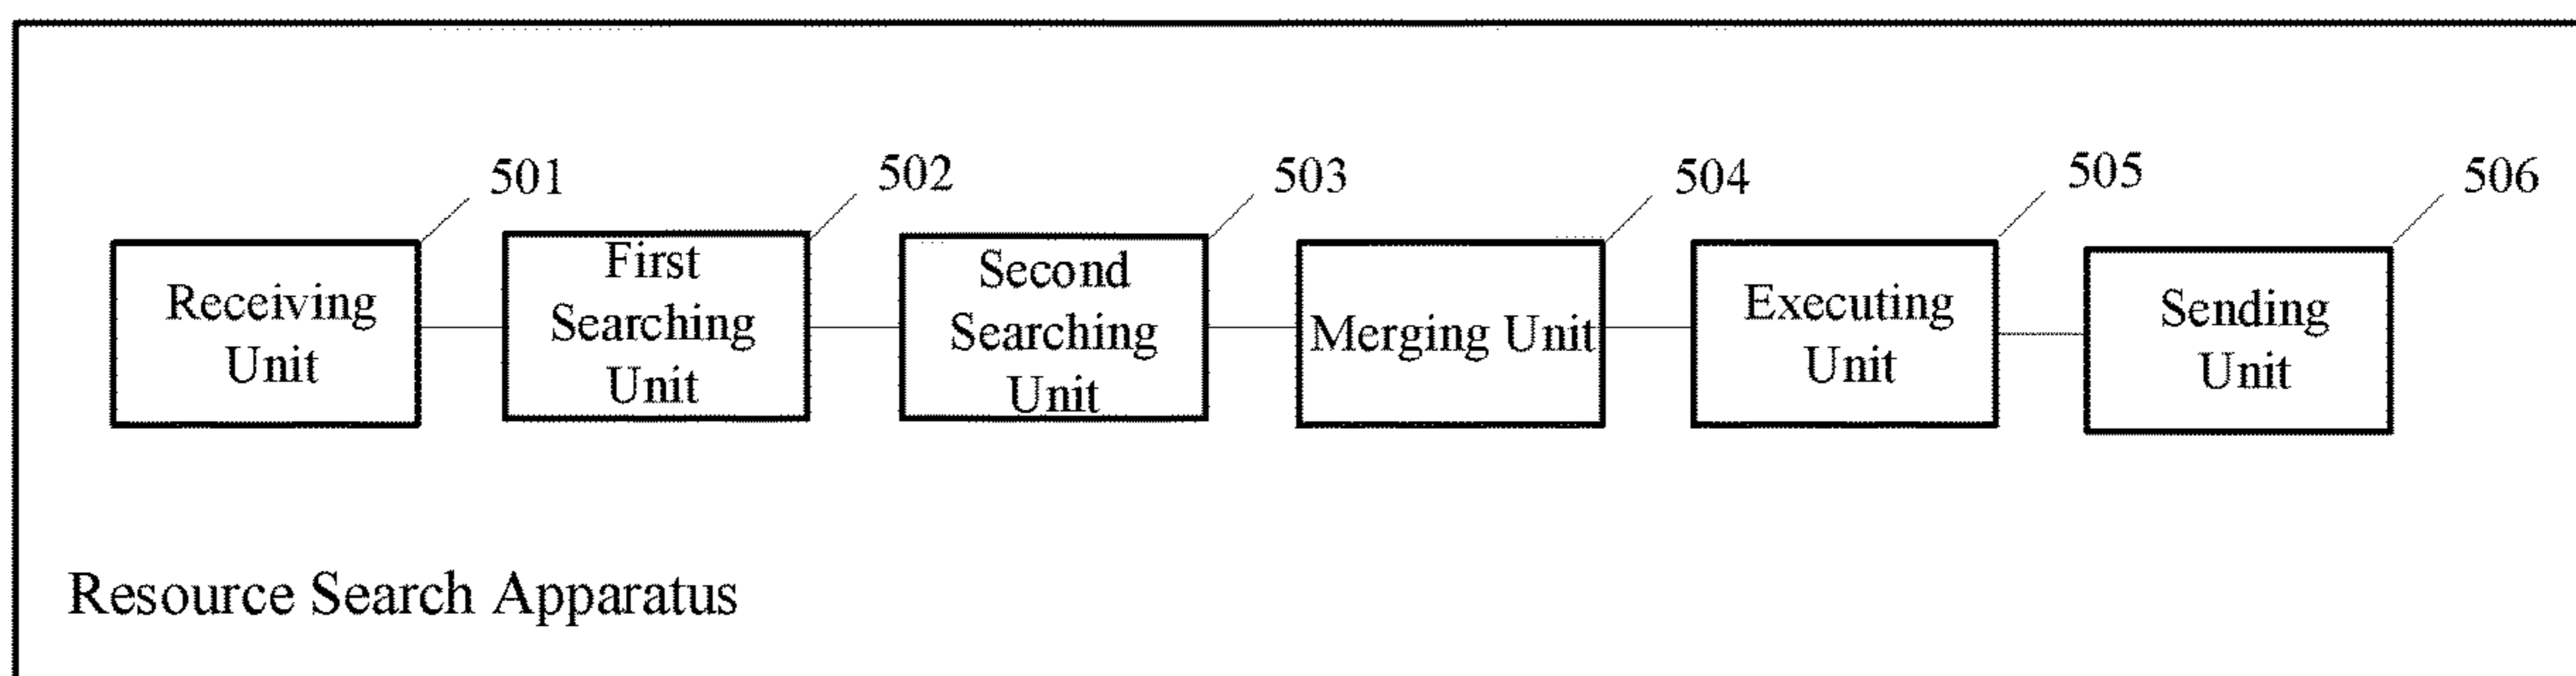 501
502
503
504
505
506
Receiving
Unit
First
Searching
Unit
Second
Searching
Unit
Merging Unit
Executing
Unit
Sending
Unit
Resource Search Apparatus